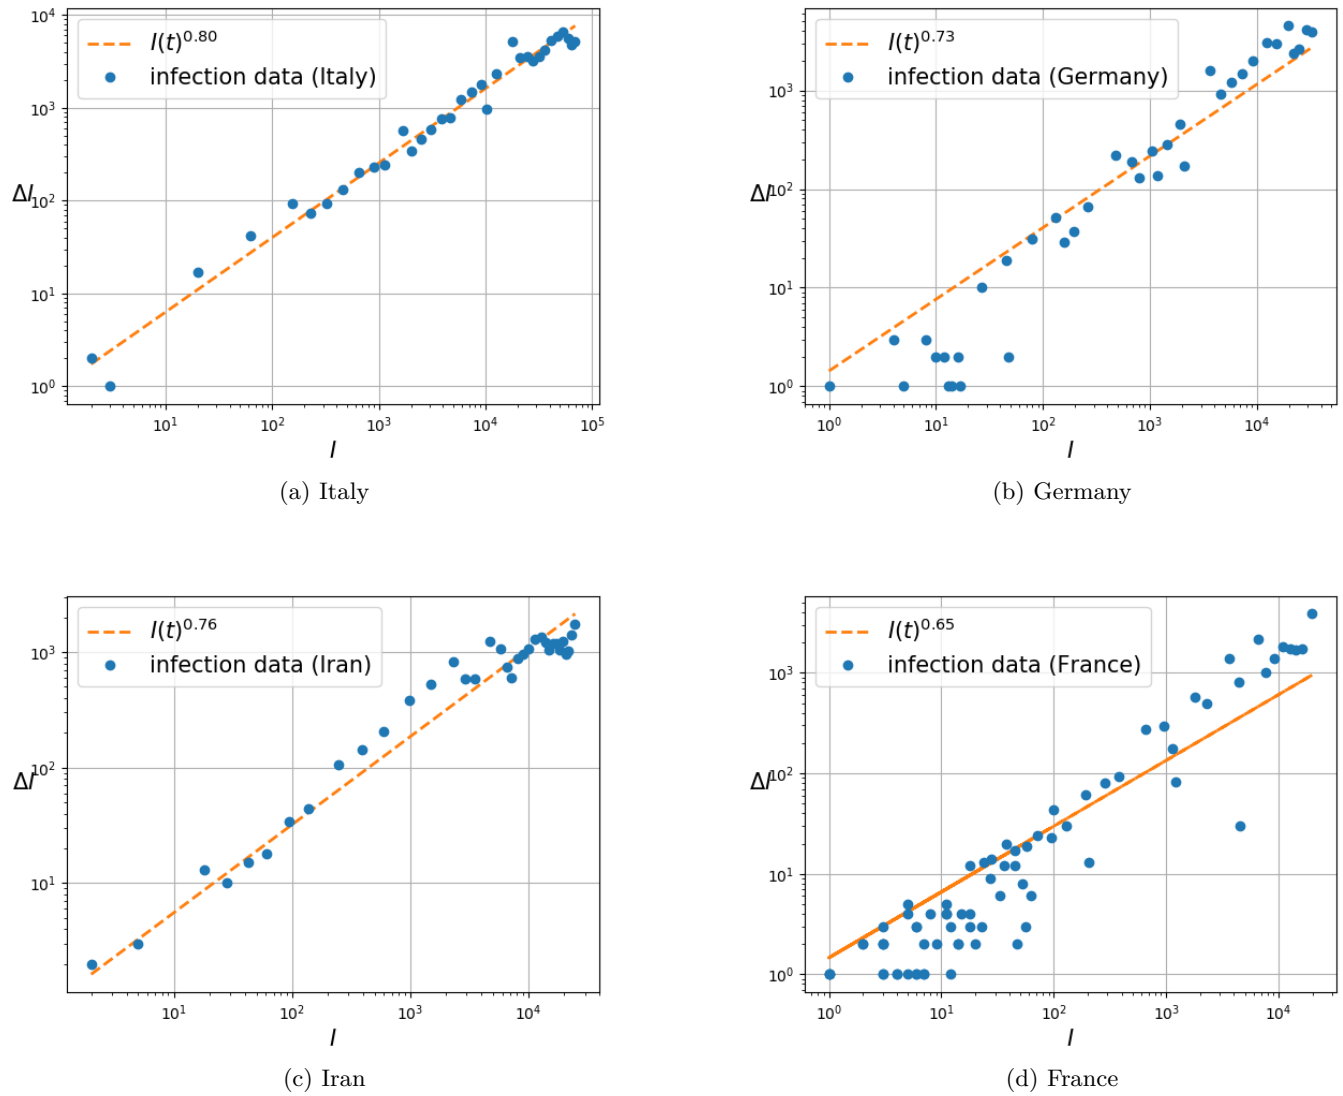 I(t)^0.80
infection data (Italy)
10^4
10^3
10^2
10^1
10^0
ΔI
10^1 10^2 10^3 10^4 10^5
I
(a) Italy
I(t)^0.73
infection data (Germany)
10^3
10^2
10^1
10^0
ΔI
10^0 10^1 10^2 10^3 10^4
I
(b) Germany
I(t)^0.76
infection data (Iran)
10^3
10^2
10^1
ΔI
10^1 10^2 10^3 10^4
I
(c) Iran
I(t)^0.65
infection data (France)
10^3
10^2
10^1
10^0
ΔI
10^0 10^1 10^2 10^3 10^4
I
(d) France